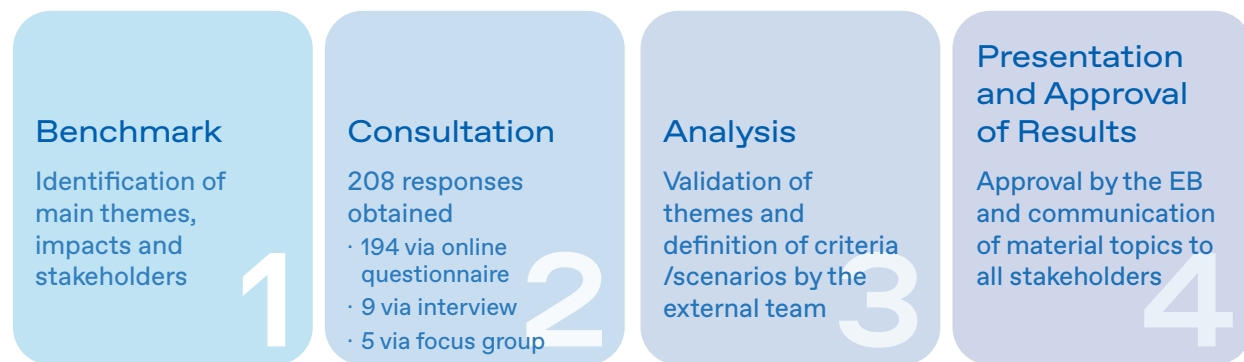 Benchmark
Identification of
main themes,
impacts and
stakeholders
1
Consultation
208 responses
obtained
· 194 via online
questionnaire
· 9 via interview
· 5 via focus group
2
Analysis
Validation of
themes and
definition of criteria
/scenarios by the
external team
3
Presentation
and Approval
of Results
Approval by the EB
and communication
of material topics to
all stakeholders
4